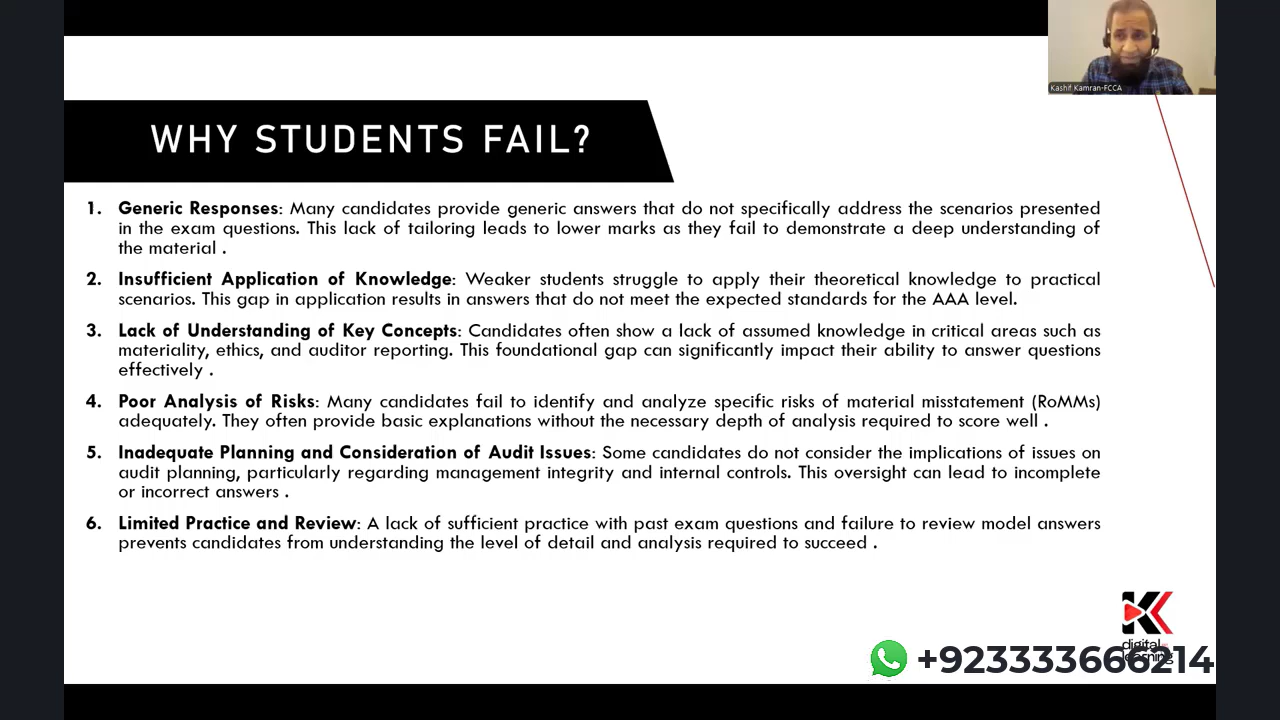 Kashif Kamran-FCCA
WHY STUDENTS FAIL?
1. Generic Responses: Many candidates provide generic answers that do not specifically address the scenarios presented
in the exam questions. This lack of tailoring leads to lower marks as they fail to demonstrate a deep understanding of
the material .
2. Insufficient Application of Knowledge: Weaker students struggle to apply their theoretical knowledge to practical
scenarios. This gap in application results in answers that do not meet the expected standards for the AAA level.
3. Lack of Understanding of Key Concepts: Candidates often show a lack of assumed knowledge in critical areas such as
materiality, ethics, and auditor reporting. This foundational gap can significantly impact their ability to answer questions
effectively .
4. Poor Analysis of Risks: Many candidates fail to identify and analyze specific risks of material misstatement (RoMMs)
adequately. They often provide basic explanations without the necessary depth of analysis required to score well .
5. Inadequate Planning and Consideration of Audit Issues: Some candidates do not consider the implications of issues on
audit planning, particularly regarding management integrity and internal controls. This oversight can lead to incomplete
or incorrect answers .
6. Limited Practice and Review: A lack of sufficient practice with past exam questions and failure to review model answers
prevents candidates from understanding the level of detail and analysis required to succeed .
K
digital
learning
+923333666214